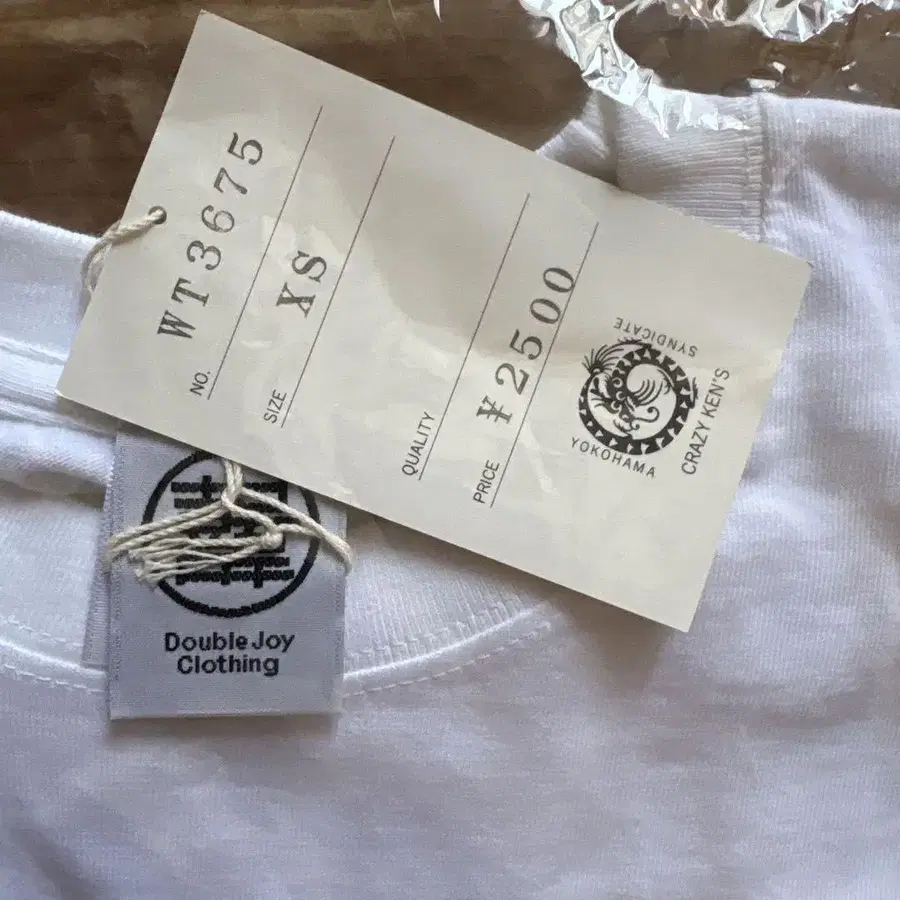 NO. WT3675
SIZE XS
QUALITY
PRICE ¥2500
SYNDICATE
YOKOHAMA
CRAZY KEN'S
Double Joy
Clothing